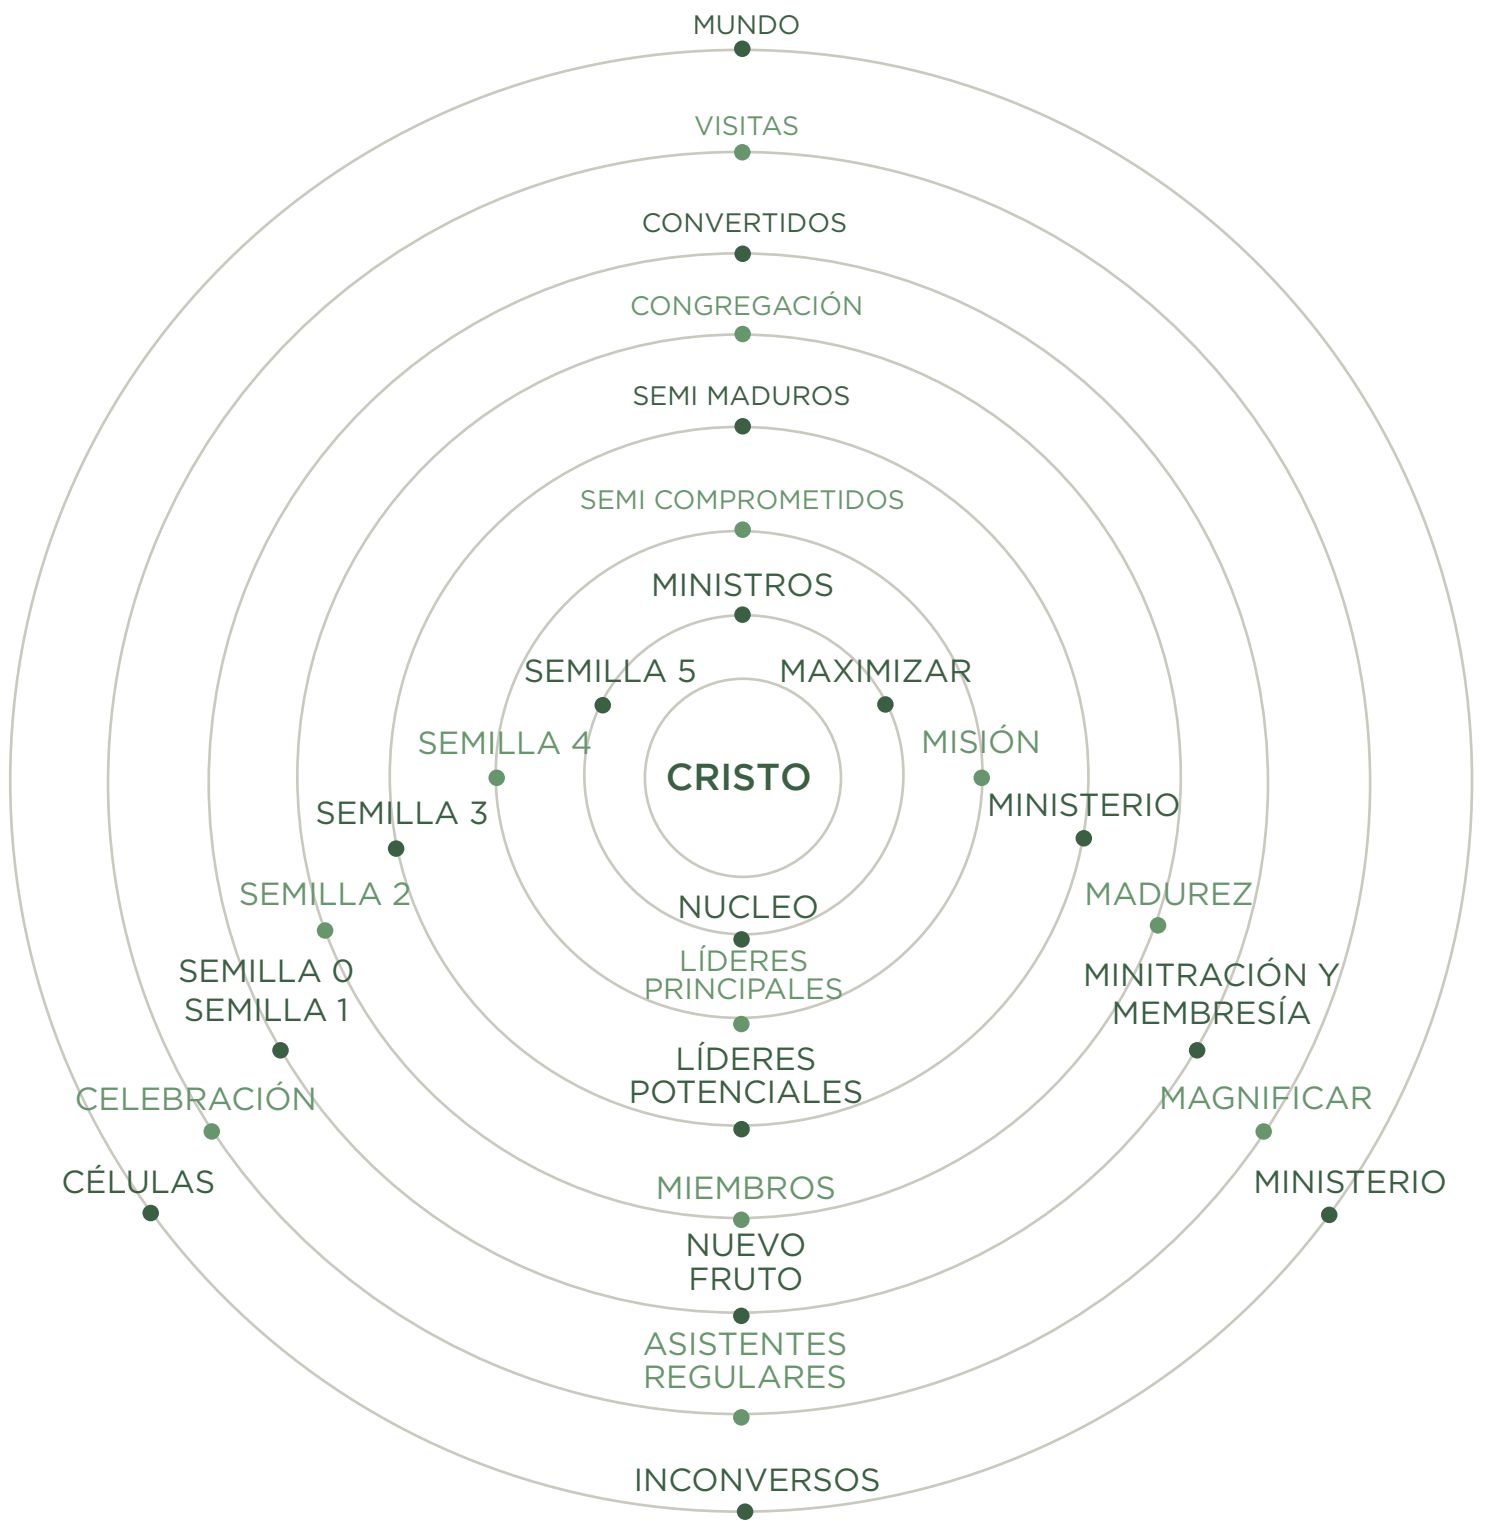 MUNDO
VISITAS
CONVERTIDOS
CONGREGACIÓN
SEMI MADUROS
SEMI COMPROMETIDOS
MINISTROS
SEMILLA 5
MAXIMIZAR
SEMILLA 4
MISIÓN
CRISTO
SEMILLA 3
MINISTERIO
SEMILLA 2
MADUREZ
NUCLEO
LÍDERES
PRINCIPALES
SEMILLA 0
SEMILLA 1
MINITRACIÓN Y
MEMBRESÍA
LÍDERES
POTENCIALES
CELEBRACIÓN
MAGNIFICAR
CÉLULAS
MINISTERIO
MIEMBROS
NUEVO
FRUTO
ASISTENTES
REGULARES
INCONVERSOS